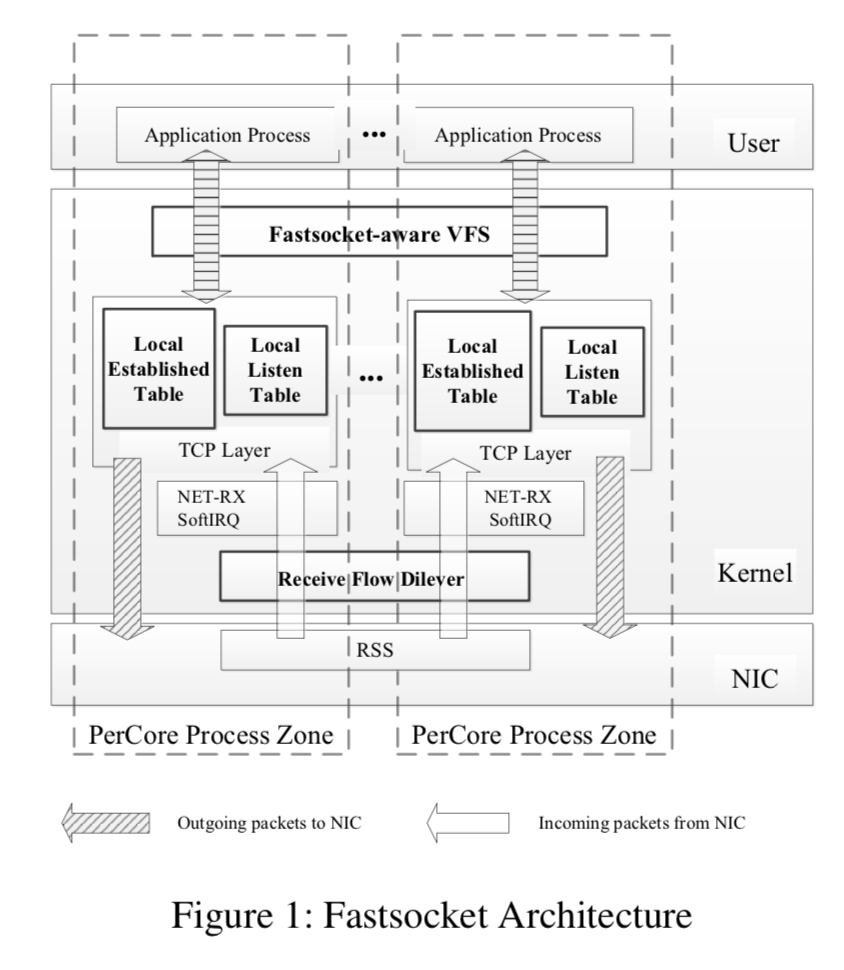 Application Process
...
Application Process
User
Fastsocket-aware VFS
Local
Established
Table
Local
Listen
Table
...
Local
Established
Table
Local
Listen
Table
TCP Layer
TCP Layer
NET-RX
SoftIRQ
NET-RX
SoftIRQ
Receive Flow Dilever
Kernel
RSS
NIC
PerCore Process Zone
PerCore Process Zone
Outgoing packets to NIC
Incoming packets from NIC
Figure 1: Fastsocket Architecture